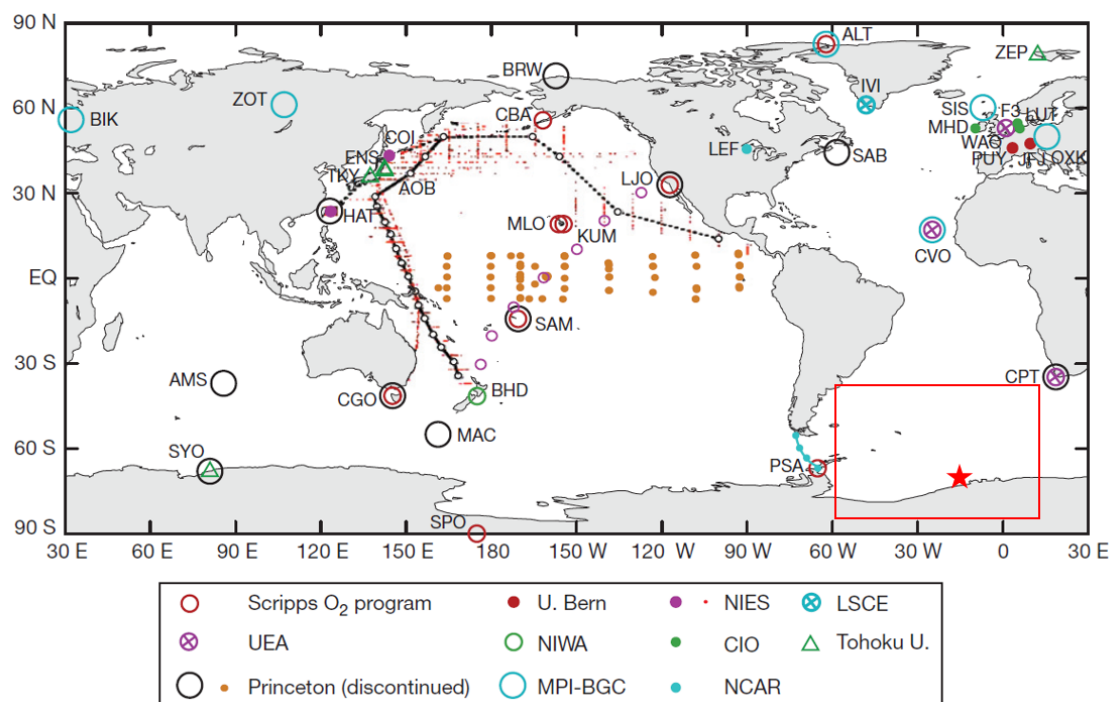 90 N
ALT
ZEP
BRW
60 N
BIK
ZOT
CBA
IVI
SIS
F3
LUT
COI
MHD
WAO
ENS
LEF
SAB
PUY
JFJ
OXK
30 N
TKY
AOB
LJO
HAT
MLO
KUM
CVO
EQ
SAM
30 S
AMS
CGO
BHD
CPT
MAC
60 S
SYO
PSA
90 S
SPO
30 E 60 E 90 E 120 E 150 E 180 150 W 120 W 90 W 60 W 30 W 0 30 E
Scripps O2 program U. Bern NIES LSCE
UEA NIWA CIO Tohoku U.
Princeton (discontinued) MPI-BGC NCAR